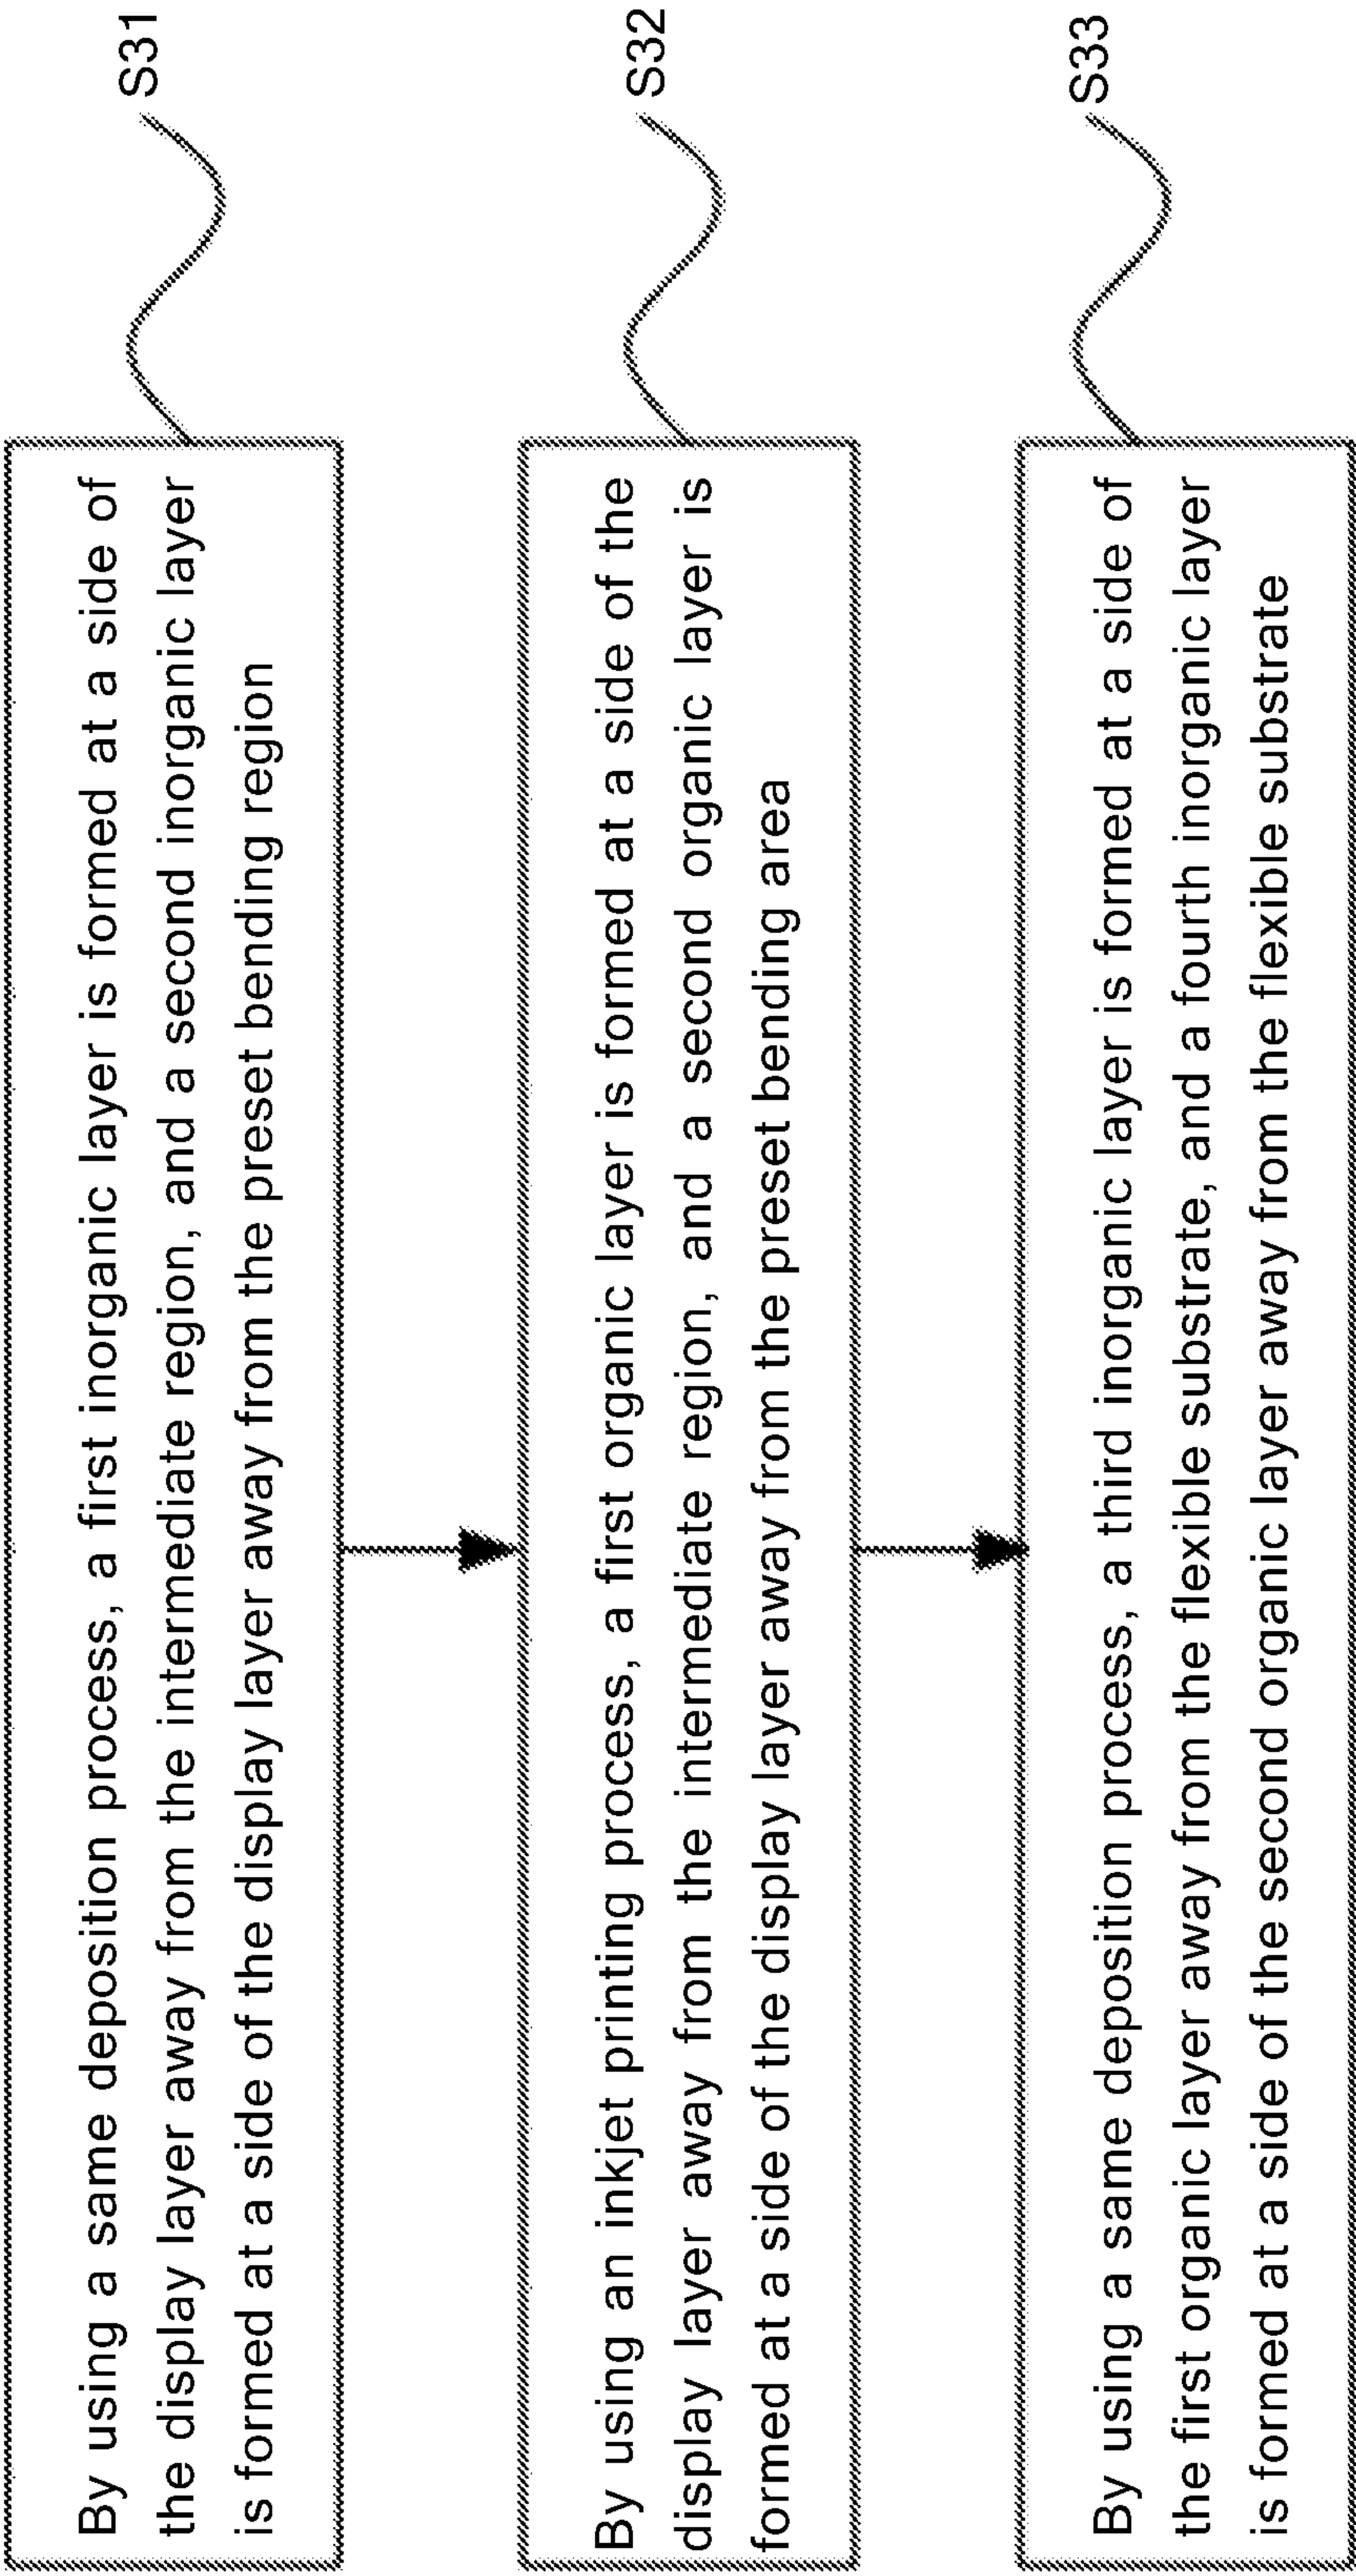 By using a same deposition process, a first inorganic layer is formed at a side of
the display layer away from the intermediate region, and a second inorganic layer
is formed at a side of the display layer away from the preset bending region
S31
By using an inkjet printing process, a first organic layer is formed at a side of the
display layer away from the intermediate region, and a second organic layer is
formed at a side of the display layer away from the preset bending area
S32
By using a same deposition process, a third inorganic layer is formed at a side of
the first organic layer away from the flexible substrate, and a fourth inorganic layer
is formed at a side of the second organic layer away from the flexible substrate
S33